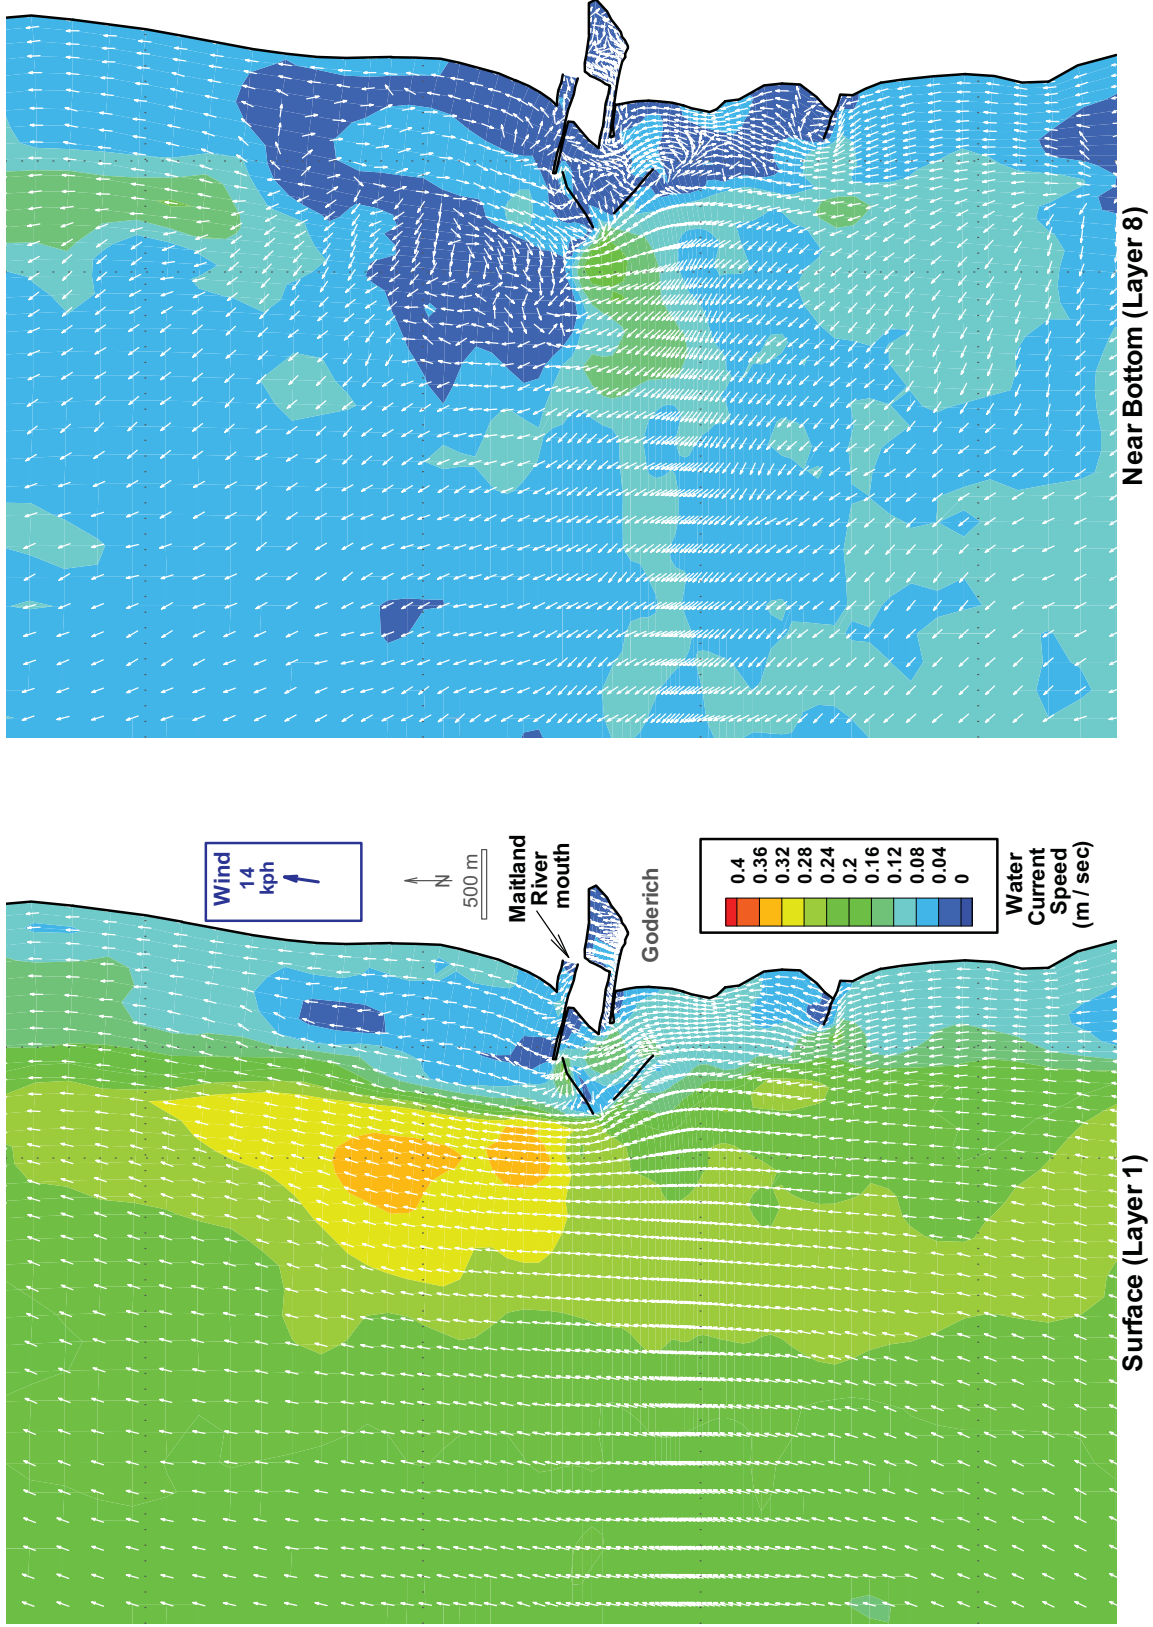 Near Bottom (Layer 8)
Wind
14
kph
N
500 m
Maitland
River
mouth
Goderich
0.4
0.36
0.32
0.28
0.24
0.2
0.16
0.12
0.08
0.04
0
Water
Current
Speed
(m / sec)
Surface (Layer 1)